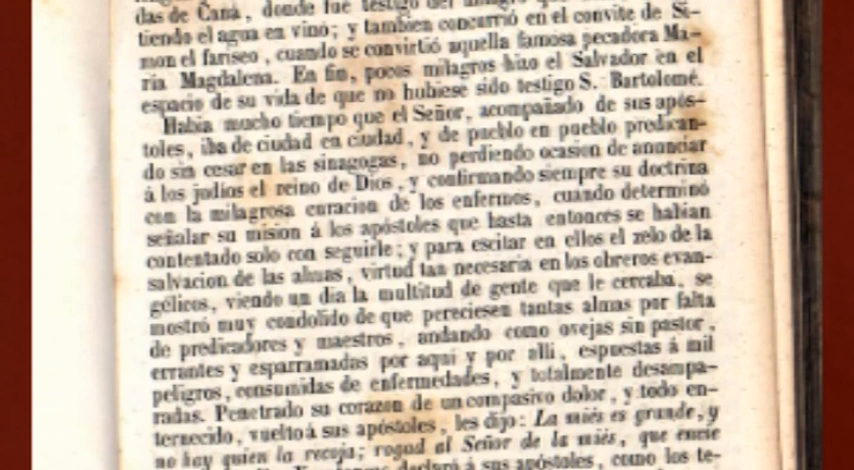 das de Caná, donde fue testigo del milagro
tiendo el agua en vino; y tambien concurrió en el convite de Si-
mon el fariseo, cuando se convirtió aquella famosa pecadora Ma-
ria Magdalena. En fin, pocos milagros hizo el Salvador en el
espacio de su vida de que no hubiese sido testigo S. Bartolomé.
Habia mucho tiempo que el Señor, acompañado de sus após-
toles, iba de ciudad en ciudad, y de pueblo en pueblo predican-
do sin cesar en las sinagogas, no perdiendo ocasion de anunciar
á los judíos el reino de Dios, y confirmando siempre su doctrina
con la milagrosa curacion de los enfermos, cuando determinó
señalar su mision á los apóstoles que hasta entonces se habian
contentado solo con seguirle; y para escitar en ellos el zelo de la
salvacion de las almas, virtud tan necesaria en los obreros evan-
gélicos, viendo un dia la multitud de gente que le cercaba, se
mostró muy condolido de que pereciesen tantas almas por falta
de predicadores y maestros, andando como ovejas sin pastor,
errantes y esparramadas por aqui y por alli, espuestas á mil
peligros, consumidas de enfermedades, y totalmente desampa-
radas. Penetrado su corazon de un compasivo dolor, y todo en-
ternecido, vuelto á sus apóstoles, les dijo: La miés es grande, y
no hay quien la recoja; rogad al Señor de la miés, que envie
declaró á sus apóstoles, como los te-